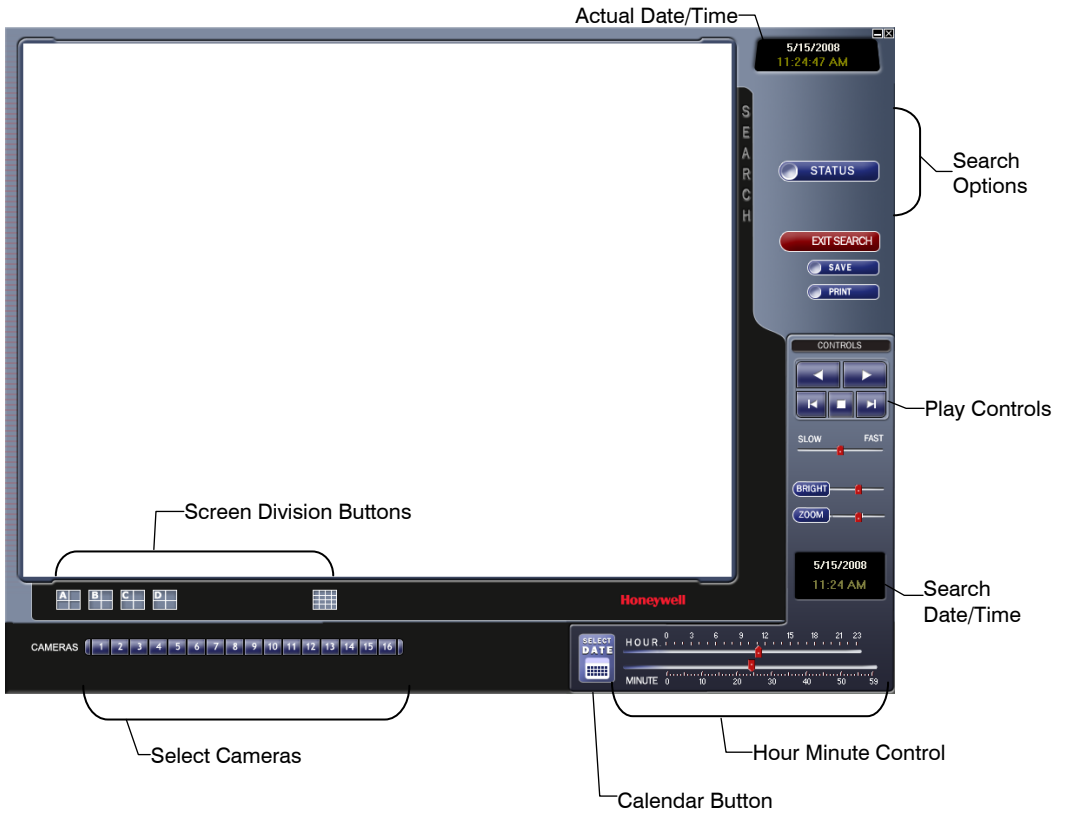 Actual Date/Time
5/15/2008
11:24:47 AM
SEARCH
Search
Options
STATUS
EXIT SEARCH
SAVE
PRINT
CONTROLS
Play Controls
SLOW FAST
BRIGHT
ZOOM
Screen Division Buttons
5/15/2008
11:24 AM
Search
Date/Time
A B C D
Honeywell
CAMERAS 1 2 3 4 5 6 7 8 9 10 11 12 13 14 15 16
SELECT
DATE
HOUR 0 3 6 9 12 15 18 21 23
MINUTE 0 10 20 30 40 50 59
Select Cameras
Hour Minute Control
Calendar Button